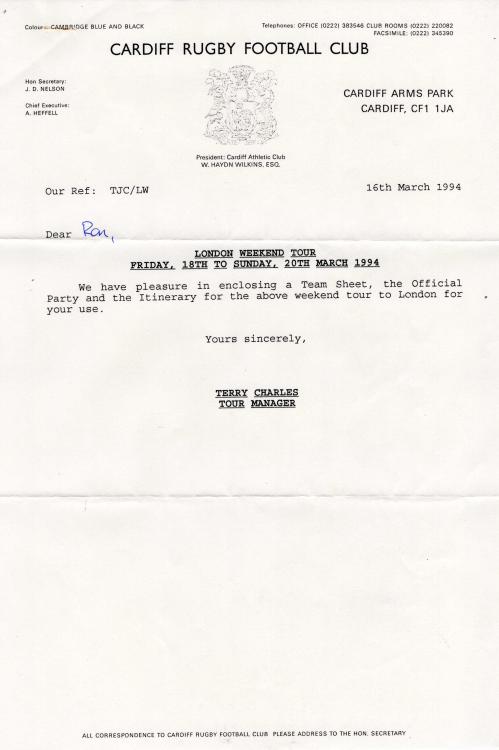 Colours: CAMBRIDGE BLUE AND BLACK
Telephones: OFFICE (0222) 383546 CLUB ROOMS (0222) 220082
FACSIMILE: (0222) 345390
CARDIFF RUGBY FOOTBALL CLUB
Hon Secretary:
J. D. NELSON
Chief Executive:
A. HEFFELL
CARDIFF ARMS PARK
CARDIFF, CF1 1JA
President: Cardiff Athletic Club
W. HAYDN WILKINS, ESQ.
Our Ref: TJC/LW
16th March 1994
Dear Ron,
LONDON WEEKEND TOUR
FRIDAY, 18TH TO SUNDAY, 20TH MARCH 1994
We have pleasure in enclosing a Team Sheet, the Official
Party and the Itinerary for the above weekend tour to London for
your use.
Yours sincerely,
TERRY CHARLES
TOUR MANAGER
ALL CORRESPONDENCE TO CARDIFF RUGBY FOOTBALL CLUB PLEASE ADDRESS TO THE HON. SECRETARY